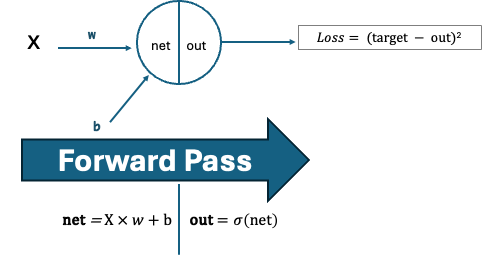 X
w
net
out
Loss = (target − out)²
b
Forward Pass
net =X × w + b
out = σ(net)